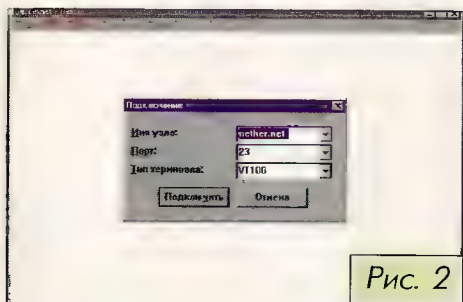 Подключение
Имя узла: nether.net
Порт: 23
Тип терминала: VT100
Подключить Отмена
Рис. 2